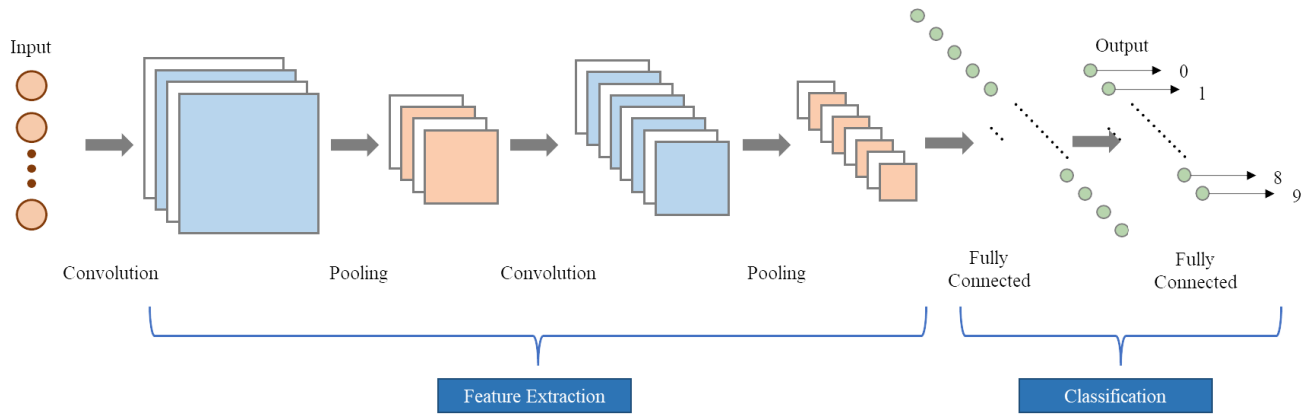 Input
Output
0
1
8
9
Convolution
Pooling
Convolution
Pooling
Fully
Connected
Fully
Connected
Feature Extraction
Classification